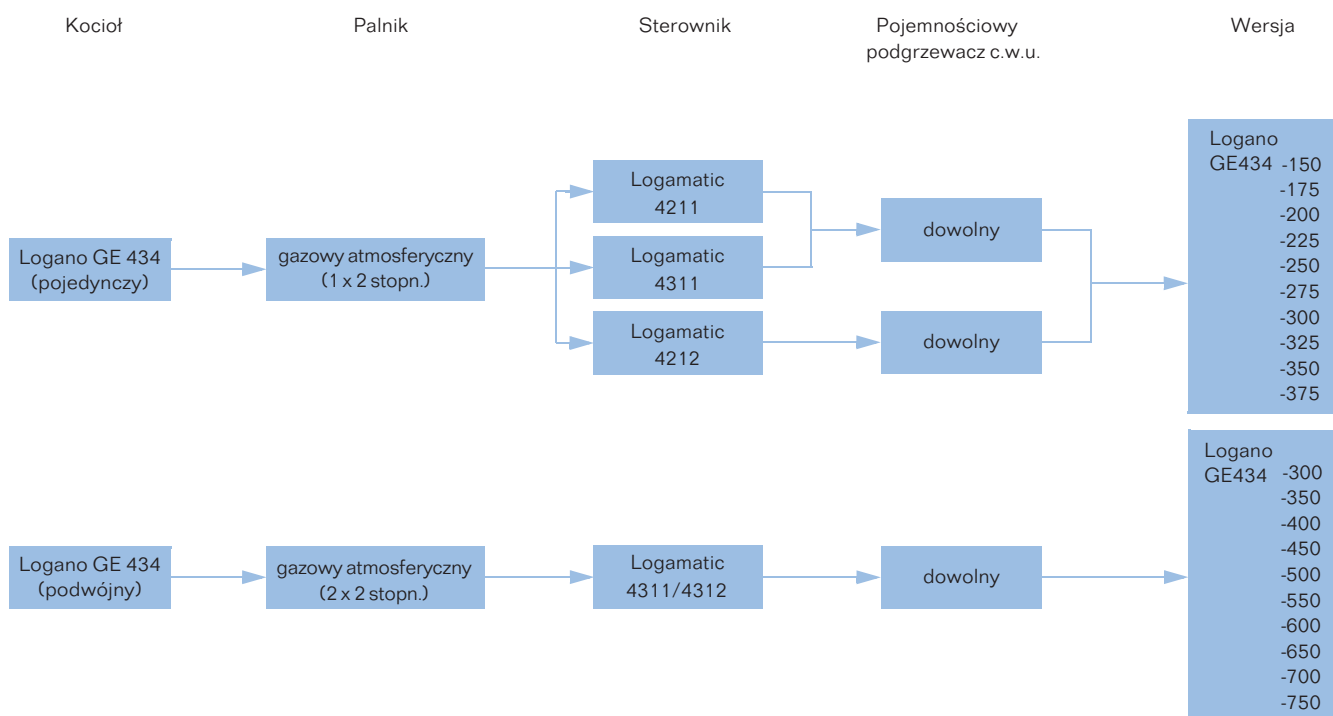 Kocioł
Palnik
Sterownik
Pojemnościowy
podgrzewacz c.w.u.
Wersja
Logano GE 434
(pojedynczy)
gazowy atmosferyczny
(1 x 2 stopn.)
Logamatic
4211
Logamatic
4311
Logamatic
4212
dowolny
dowolny
Logano
GE434 -150
-175
-200
-225
-250
-275
-300
-325
-350
-375
Logano GE 434
(podwójny)
gazowy atmosferyczny
(2 x 2 stopn.)
Logamatic
4311/4312
dowolny
Logano
GE434 -300
-350
-400
-450
-500
-550
-600
-650
-700
-750